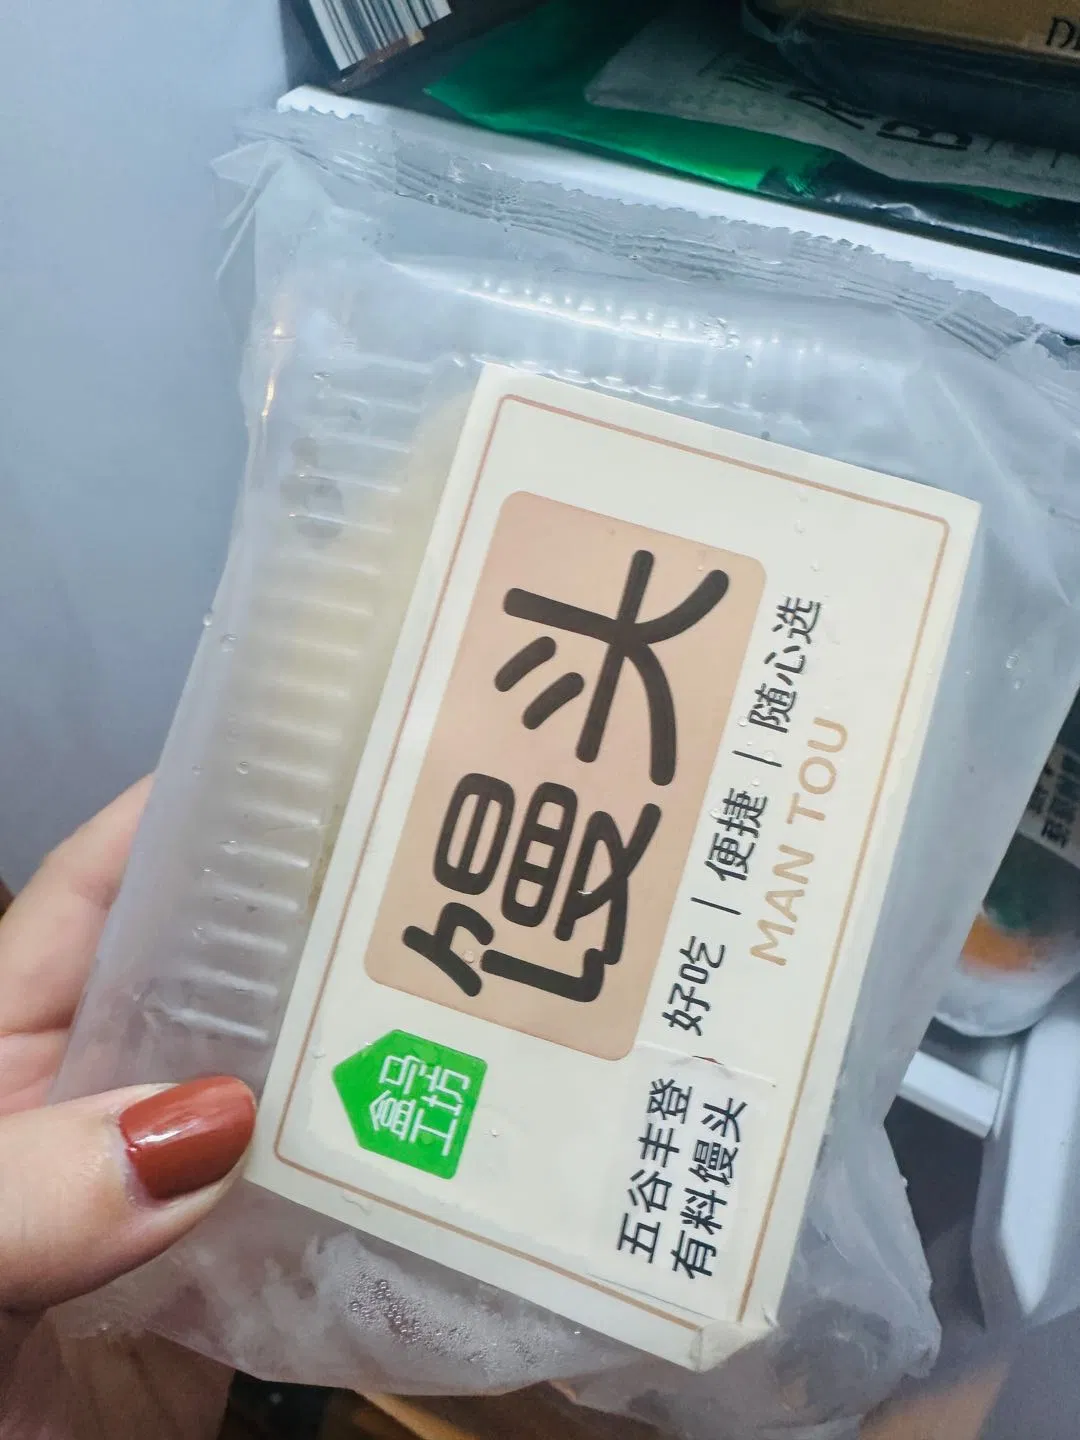 馒头
好吃 | 便捷 | 随心选
MAN TOU
盒号
工坊
五谷丰登
有料馒头